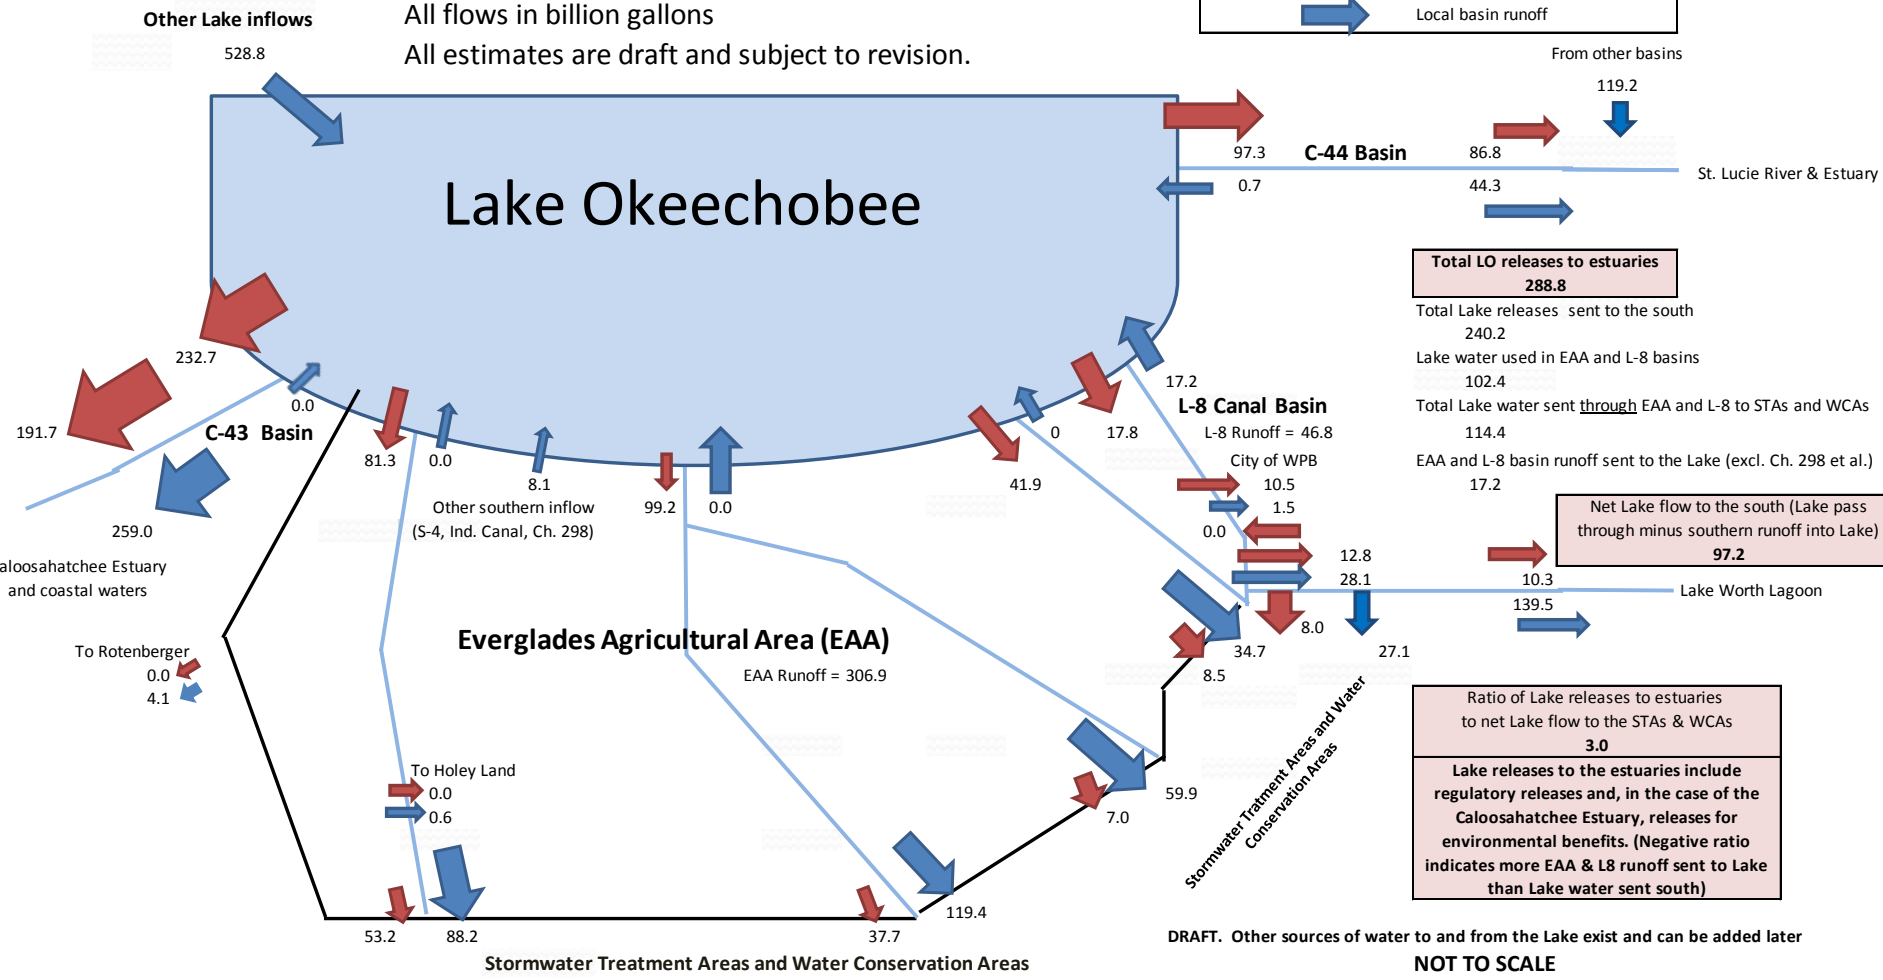 Other Lake inflows
528.8
All flows in billion gallons
All estimates are draft and subject to revision.
Local basin runoff
From other basins
119.2
97.3
C-44 Basin
86.8
0.7
44.3
St. Lucie River & Estuary
Lake Okeechobee
Total LO releases to estuaries
288.8
Total Lake releases sent to the south
240.2
Lake water used in EAA and L-8 basins
102.4
Total Lake water sent through EAA and L-8 to STAs and WCAs
114.4
EAA and L-8 basin runoff sent to the Lake (excl. Ch. 298 et al.)
17.2
Net Lake flow to the south (Lake pass
through minus southern runoff into Lake)
97.2
232.7
0.0
191.7
C-43 Basin
259.0
aloosahatchee Estuary
and coastal waters
81.3
0.0
8.1
Other southern inflow
(S-4, Ind. Canal, Ch. 298)
99.2
0.0
41.9
0
17.8
17.2
L-8 Canal Basin
L-8 Runoff = 46.8
City of WPB
10.5
1.5
0.0
12.8
28.1
10.3
139.5
Lake Worth Lagoon
8.0
27.1
34.7
8.5
To Rotenberger
0.0
4.1
Everglades Agricultural Area (EAA)
EAA Runoff = 306.9
To Holey Land
0.0
0.6
59.9
7.0
Stormwater Tratment Areas and Water
Conservation Areas
Ratio of Lake releases to estuaries
to net Lake flow to the STAs & WCAs
3.0
Lake releases to the estuaries include
regulatory releases and, in the case of the
Caloosahatchee Estuary, releases for
environmental benefits. (Negative ratio
indicates more EAA & L8 runoff sent to Lake
than Lake water sent south)
119.4
53.2
88.2
37.7
Stormwater Treatment Areas and Water Conservation Areas
DRAFT. Other sources of water to and from the Lake exist and can be added later
NOT TO SCALE